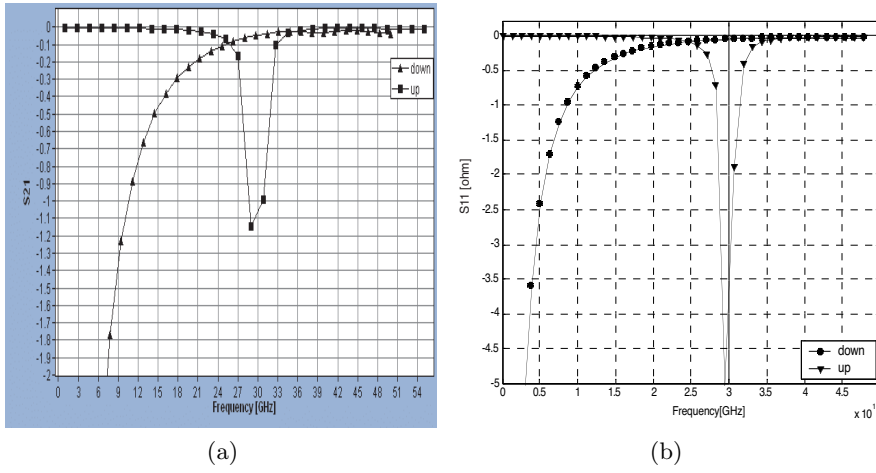 0
-0.1
-0.2
-0.3
-0.4
-0.5
-0.6
-0.7
-0.8
-0.9
-1
-1.1
-1.2
-1.3
-1.4
-1.5
-1.6
-1.7
-1.8
-1.9
-2
S21
down
up
0 3 6 9 12 15 18 21 24 27 30 33 36 39 42 45 48 51 54
Frequency[GHz]
(a)
0
-0.5
-1
-1.5
-2
-2.5
-3
-3.5
-4
-4.5
-5
S11 [ohm]
down
up
0 0.5 1.0 1.5 2.0 2.5 3.0 3.5 4.0 4.5
Frequency[GHz]
x 10
(b)